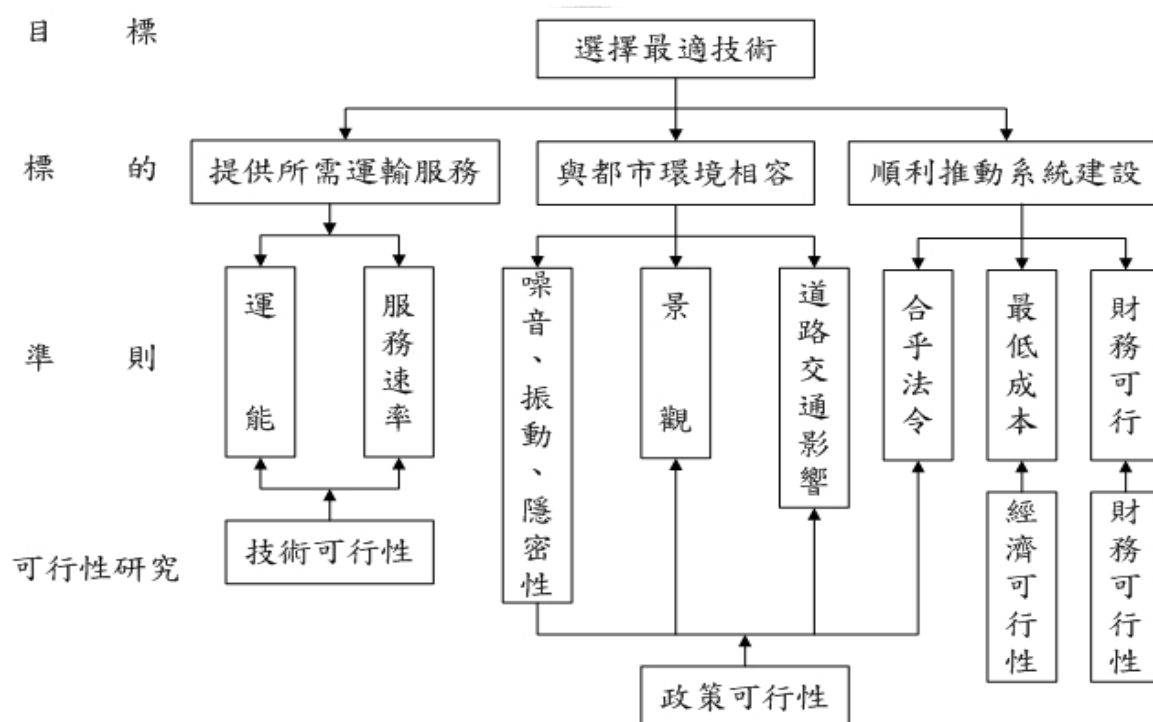 目標
選擇最適技術
標的
提供所需運輸服務
與都市環境相容
順利推動系統建設
準則
運能
服務速率
噪音、振動、隱密性
景觀
道路交通影響
合乎法令
最低成本
財務可行
可行性研究
技術可行性
政策可行性
經濟可行性
財務可行性